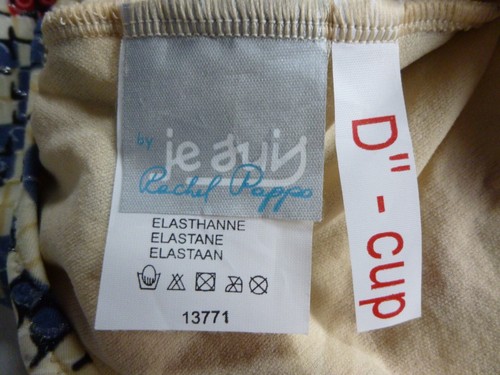 by je suis
Rachel Pappo
ELASTHANNE
ELASTANE
ELASTAAN
13771
D" - cup